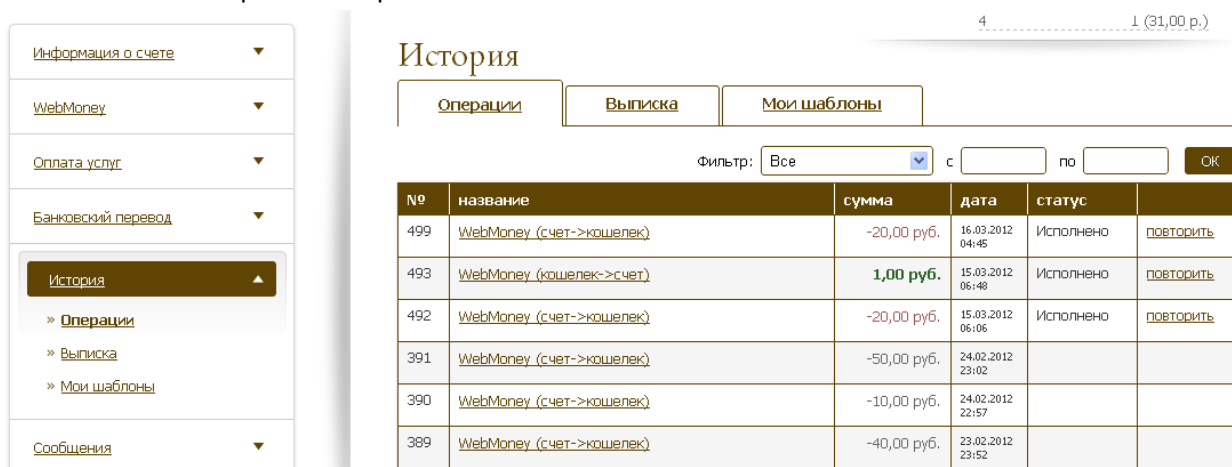 4 1 (31,00 р.)
Информация о счете
WebMoney
Оплата услуг
Банковский перевод
История
» Операции
» Выписка
» Мои шаблоны
Сообщения
История
Операции Выписка Мои шаблоны
Фильтр: Все с по ОК
№ название сумма дата статус
499 WebMoney (счет->кошелек) -20,00 руб. 16.03.2012 04:45 Исполнено повторить
493 WebMoney (кошелек->счет) 1,00 руб. 15.03.2012 06:48 Исполнено повторить
492 WebMoney (счет->кошелек) -20,00 руб. 15.03.2012 06:06 Исполнено повторить
391 WebMoney (счет->кошелек) -50,00 руб. 24.02.2012 23:02
390 WebMoney (счет->кошелек) -10,00 руб. 24.02.2012 22:57
389 WebMoney (счет->кошелек) -40,00 руб. 23.02.2012 23:52